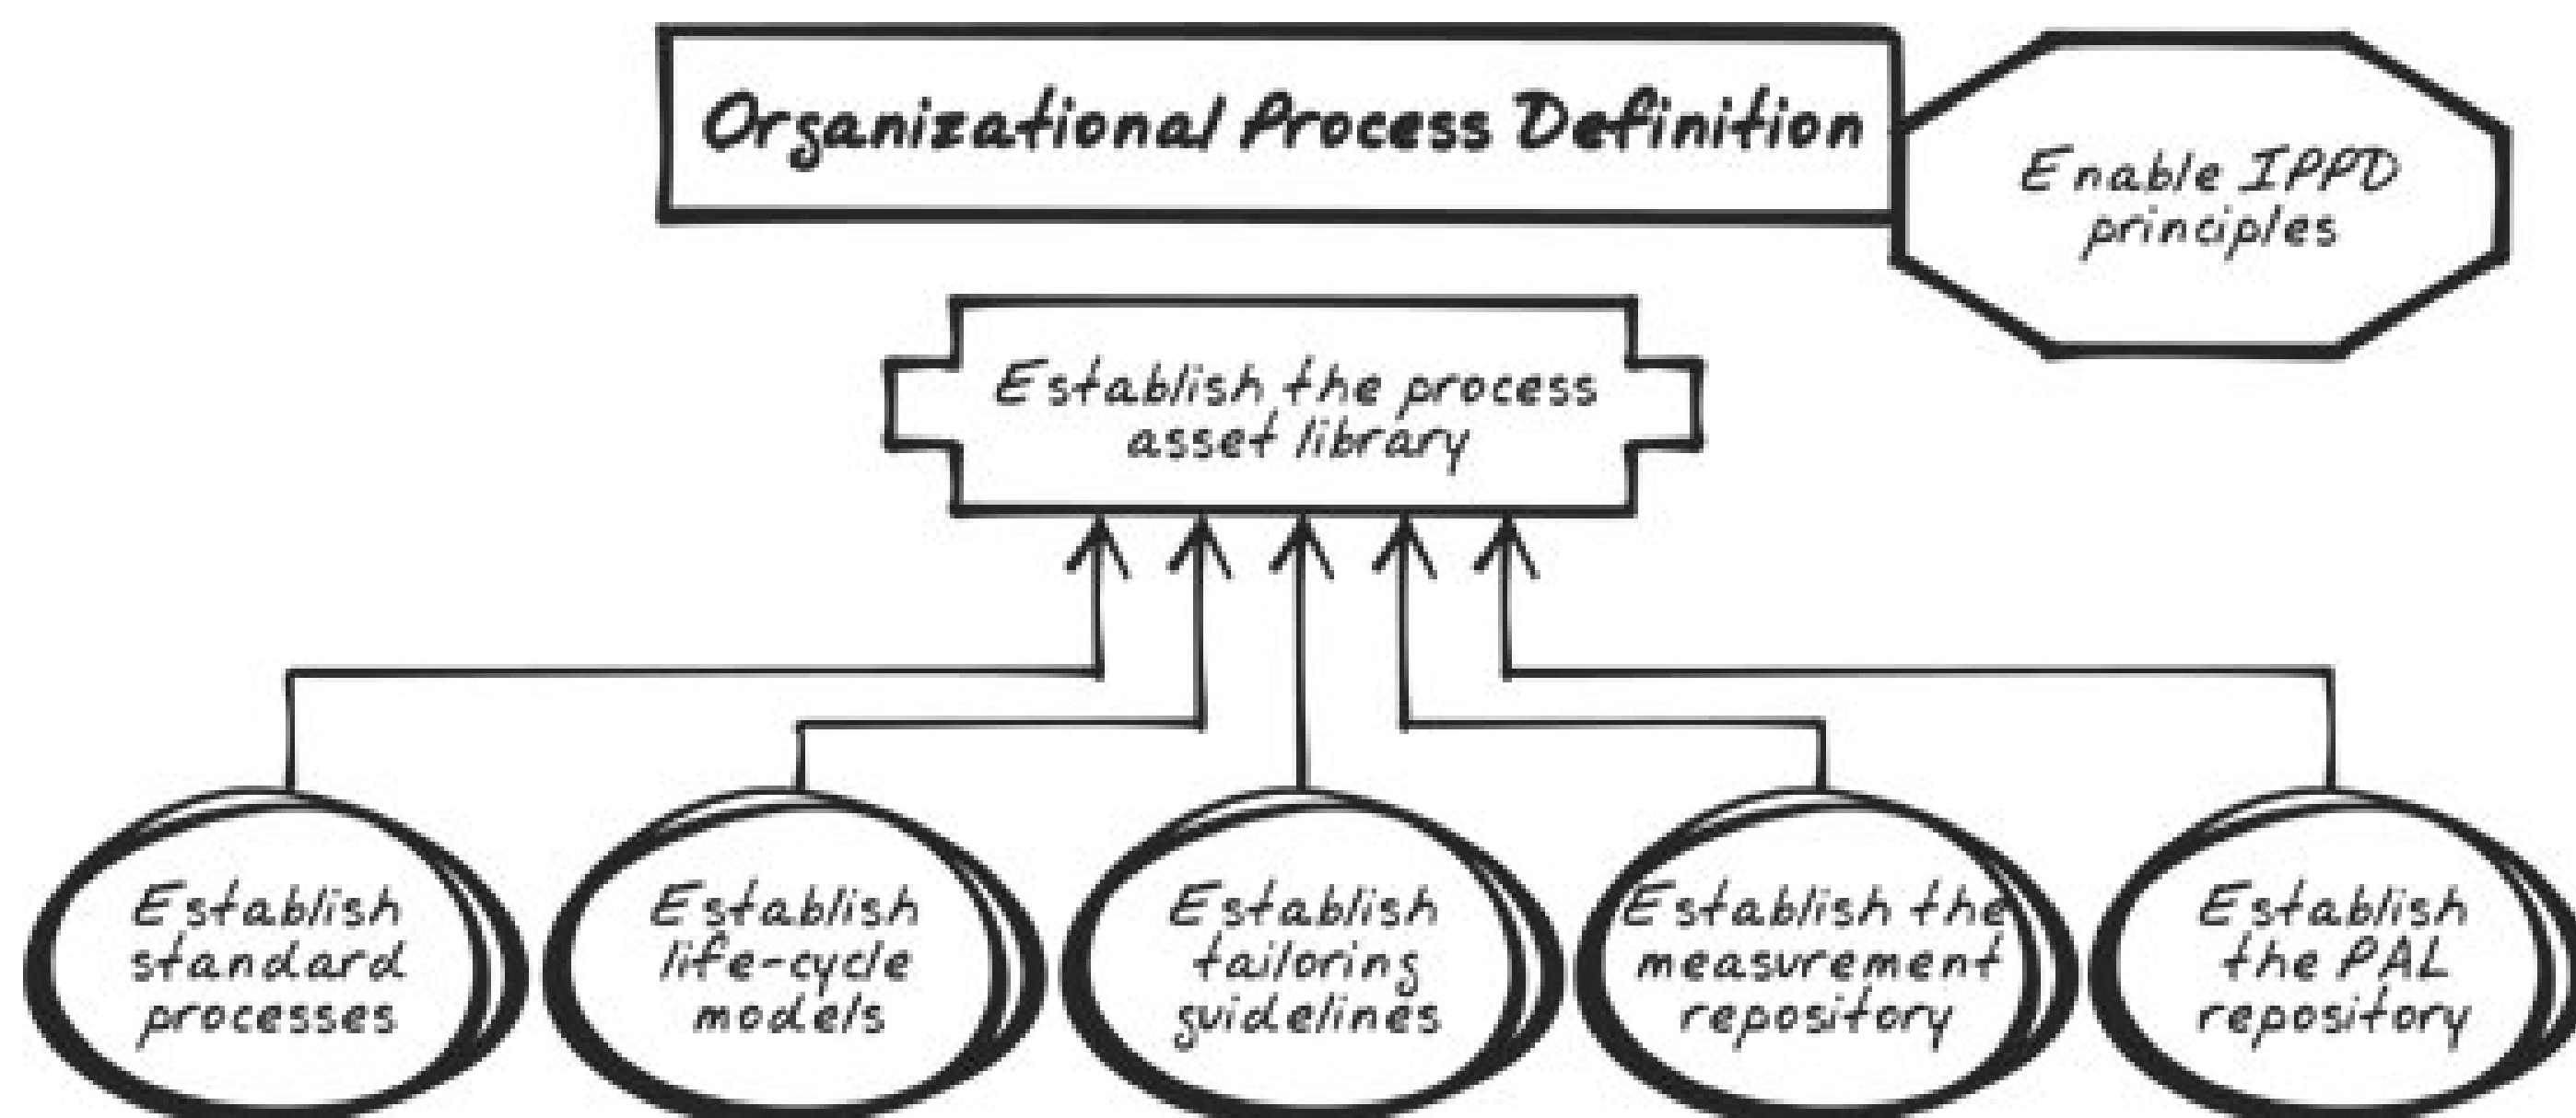 Organizational Process Definition
Enable IPPD
principles
Establish the process
asset library
Establish
standard
processes
Establish
life-cycle
models
Establish
tailoring
guidelines
Establish the
measurement
repository
Establish
the PAL
repository